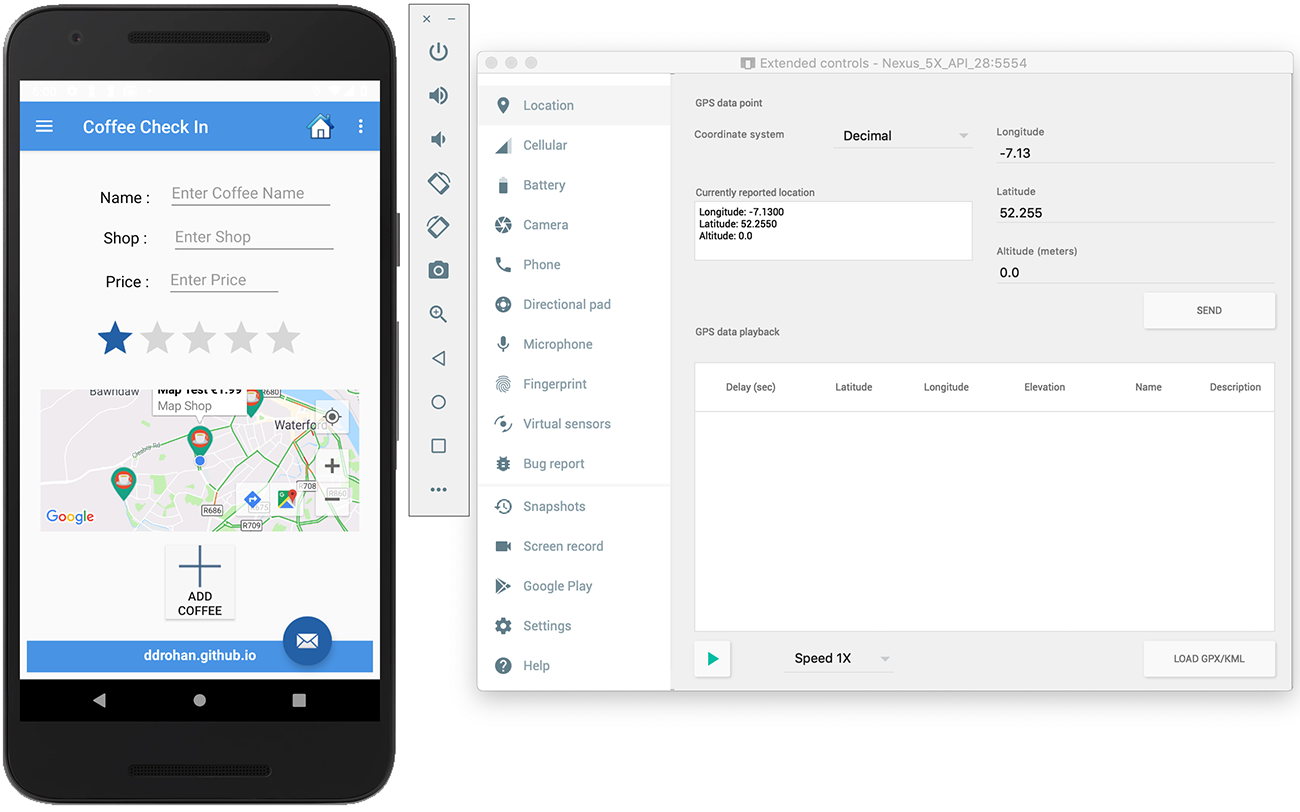 Coffee Check In
Name :
Enter Coffee Name
Shop :
Enter Shop
Price :
Enter Price
Bawndaw
Map Test €1.99
Map Shop
R680
Waterford
R708
R860
R686
R709
Google
ADD
COFFEE
ddrohan.github.io
Extended controls - Nexus_5X_API_28:5554
Location
Cellular
Battery
Camera
Phone
Directional pad
Microphone
Fingerprint
Virtual sensors
Bug report
Snapshots
Screen record
Google Play
Settings
Help
GPS data point
Coordinate system
Decimal
Longitude
-7.13
Currently reported location
Longitude: -7.1300
Latitude: 52.2550
Altitude: 0.0
Latitude
52.255
Altitude (meters)
0.0
SEND
GPS data playback
Delay (sec)
Latitude
Longitude
Elevation
Name
Description
Speed 1X
LOAD GPX/KML